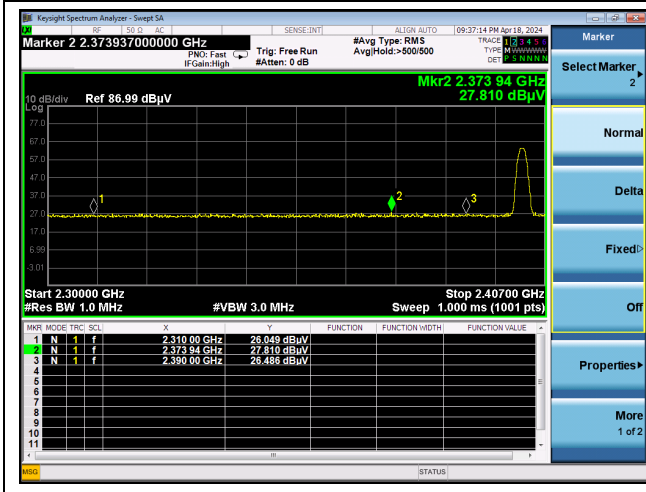 Keysight Spectrum Analyzer - Swept SA
RF 50 Ω AC SENSE:INT ALIGN AUTO 09:37:14 PM Apr 18, 2024
Marker 2 2.373937000000 GHz
PNO: Fast
IFGain:High
Trig: Free Run
#Atten: 0 dB
#Avg Type: RMS
Avg|Hold:>500/500
TRACE 1 2 3 4 5 6
TYPE M W W W W W
DET P S N N N N
Mkr2 2.373 94 GHz
27.810 dBµV
10 dB/div Ref 86.99 dBµV
Log
77.0
67.0
57.0
47.0
37.0
27.0
17.0
6.99
-3.01
1
2
3
Start 2.30000 GHz Stop 2.40700 GHz
#Res BW 1.0 MHz #VBW 3.0 MHz Sweep 1.000 ms (1001 pts)
MKR MODE TRC SCL X Y FUNCTION FUNCTION WIDTH FUNCTION VALUE
1 N 1 f 2.310 00 GHz 26.049 dBµV
2 N 1 f 2.373 94 GHz 27.810 dBµV
3 N 1 f 2.390 00 GHz 26.486 dBµV
4
5
6
7
8
9
10
11
MSG STATUS
Marker
Select Marker
2
Normal
Delta
Fixed
Off
Properties
More
1 of 2